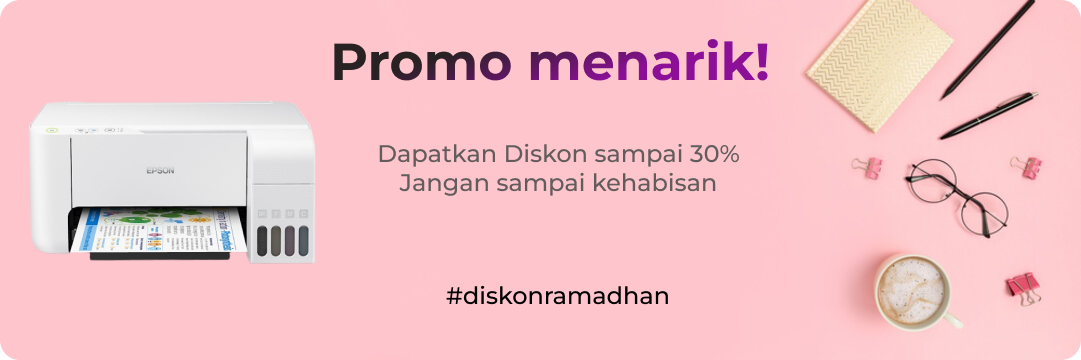 Promo menarik!
EPSON
Dapatkan Diskon sampai 30%
Jangan sampai kehabisan
#diskonramadhan